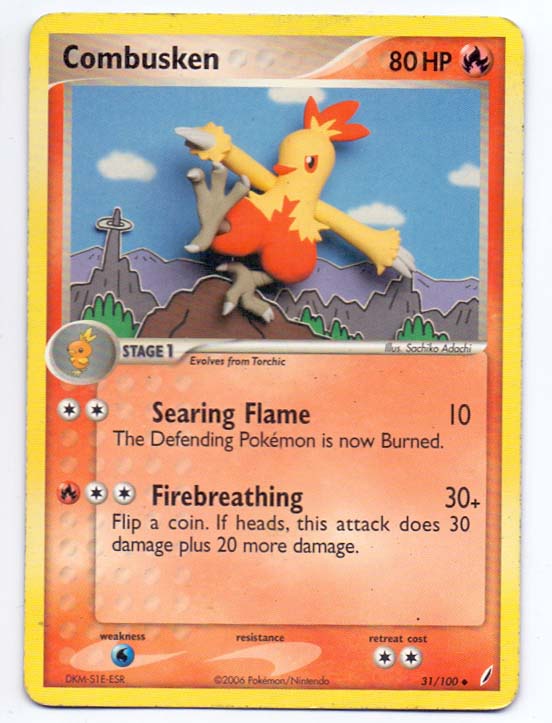 Combusken 80 HP
STAGE 1
Evolves from Torchic
Illus. Sachiko Adachi
Searing Flame 10
The Defending Pokémon is now Burned.
Firebreathing 30+
Flip a coin. If heads, this attack does 30
damage plus 20 more damage.
weakness resistance retreat cost
DKM-S1E-ESR ©2006 Pokémon/Nintendo 31/100